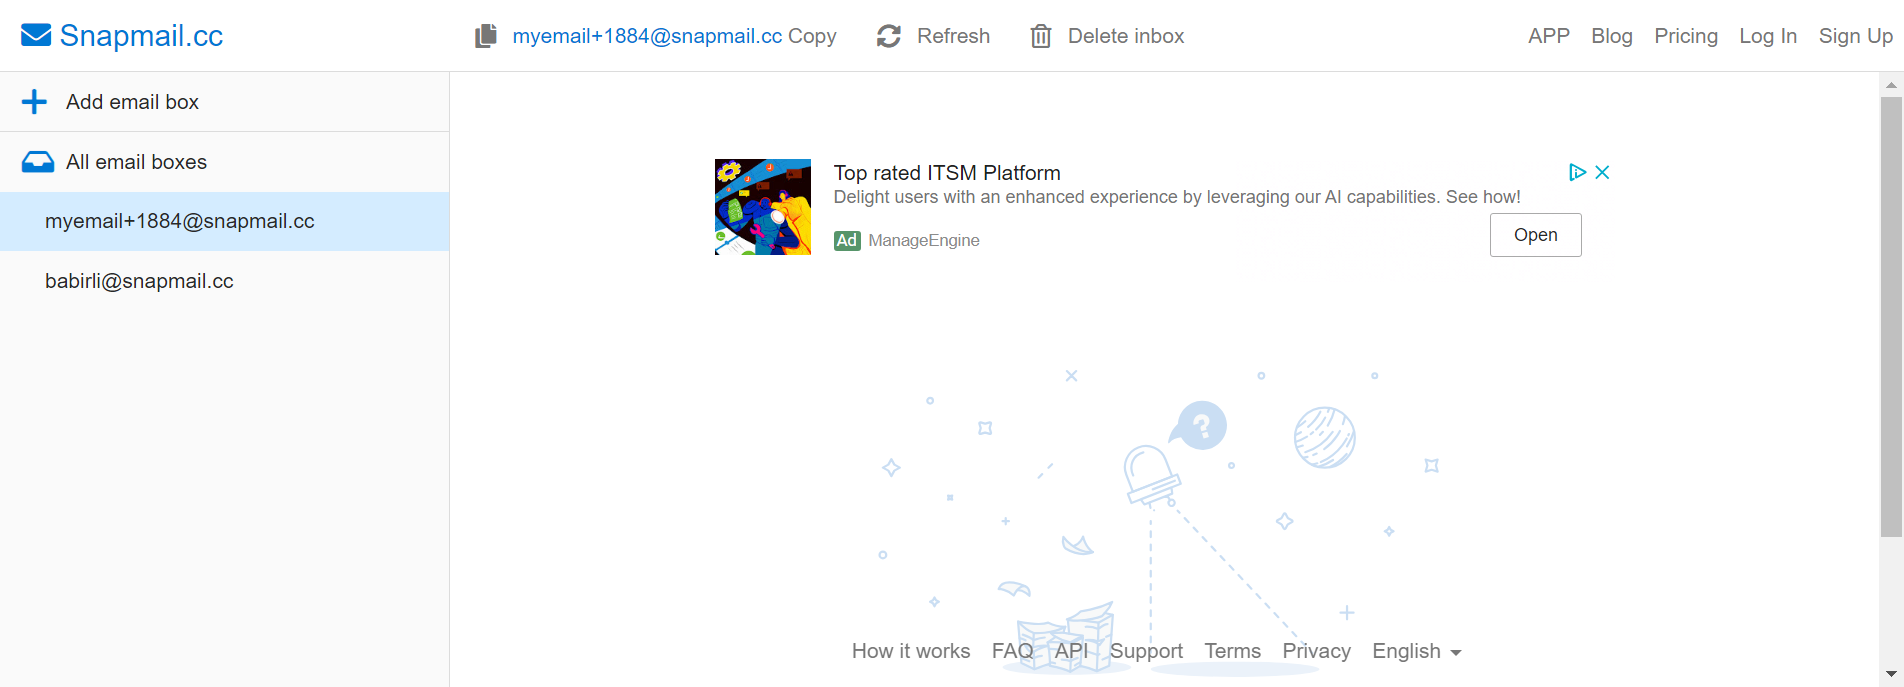 Snapmail.cc
myemail+1884@snapmail.cc Copy
Refresh
Delete inbox
APP Blog Pricing Log In Sign Up
Add email box
All email boxes
myemail+1884@snapmail.cc
babirli@snapmail.cc
Top rated ITSM Platform
Delight users with an enhanced experience by leveraging our AI capabilities. See how!
Ad ManageEngine
Open
?
How it works FAQ API Support Terms Privacy English